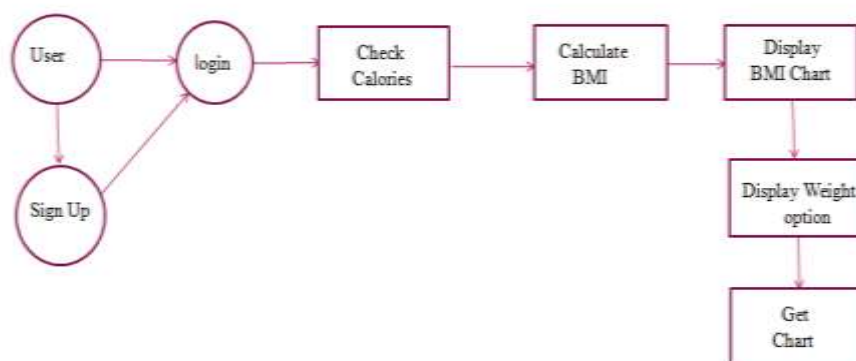 User
login
Check
Calories
Calculate
BMI
Display
BMI Chart
Sign Up
Display Weight
option
Get
Chart